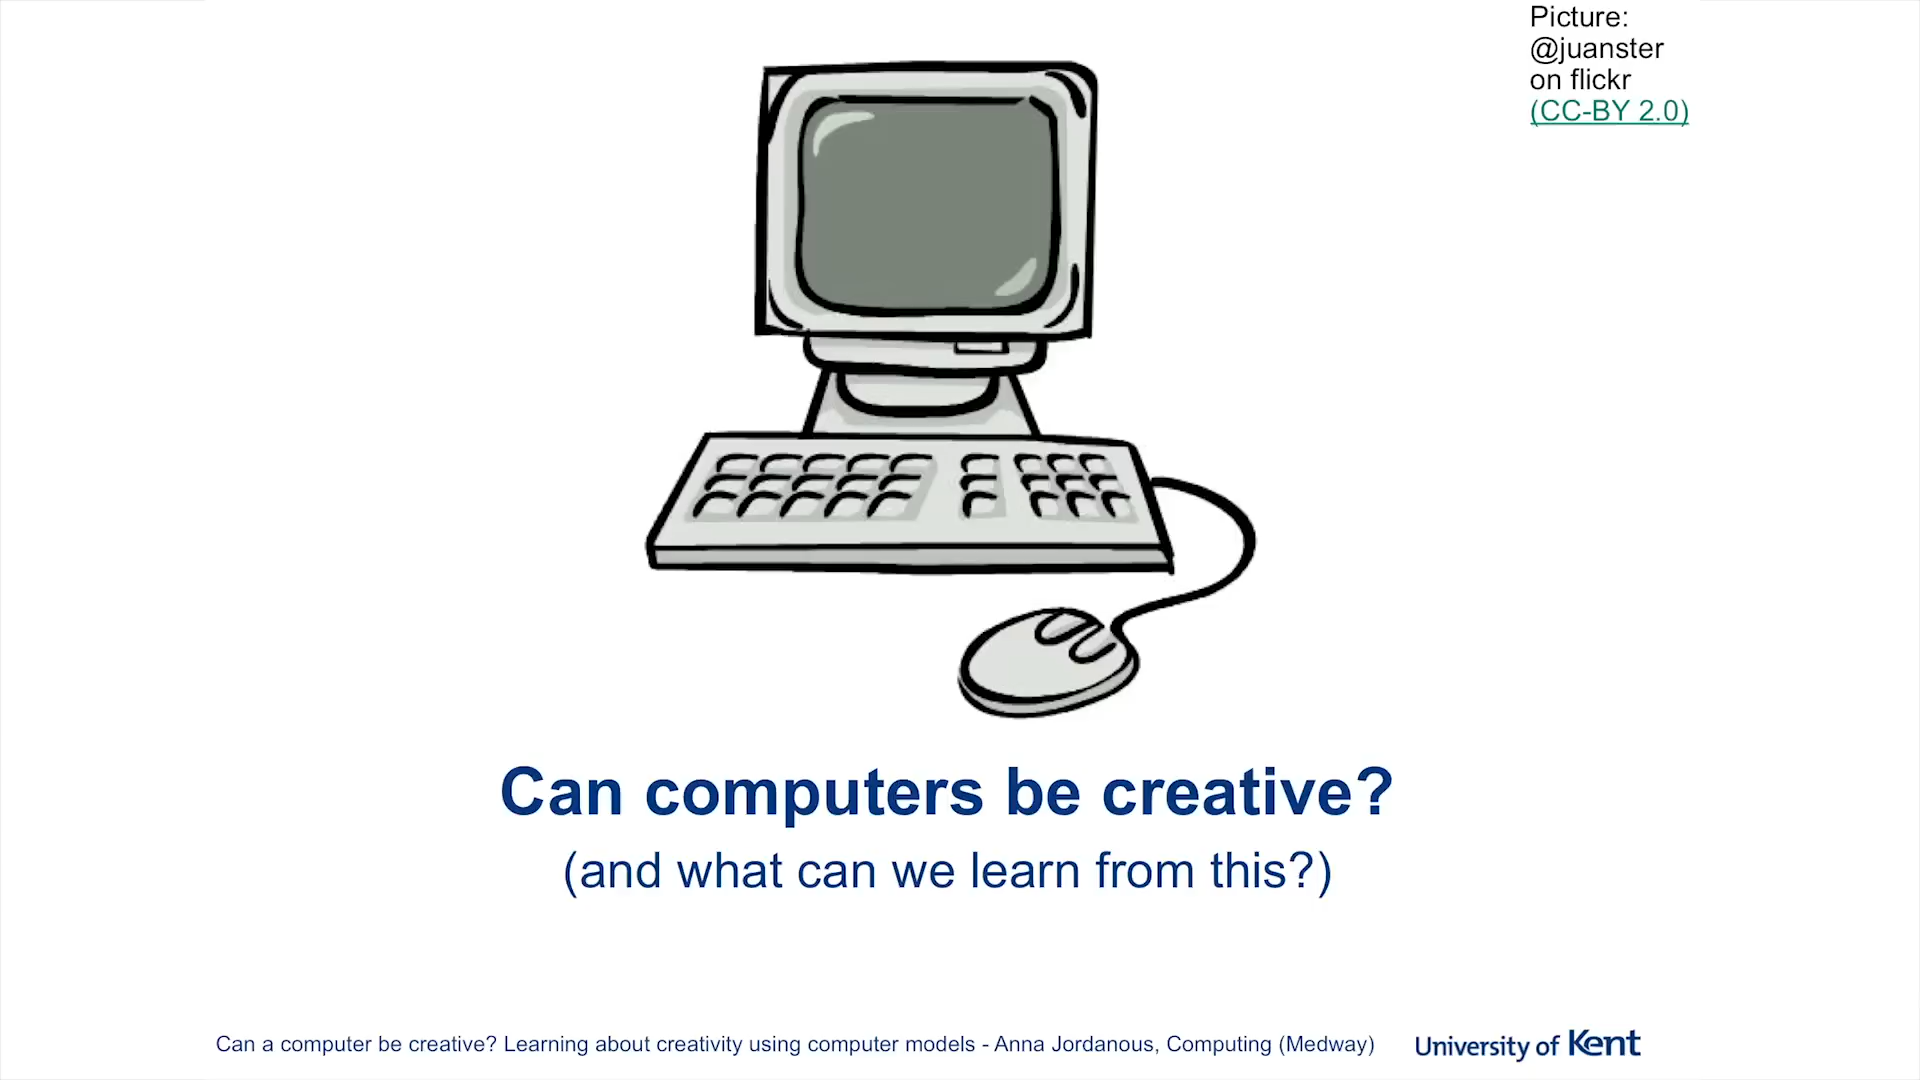 Picture:
@juanster
on flickr
(CC-BY 2.0)
Can computers be creative?
(and what can we learn from this?)
Can a computer be creative? Learning about creativity using computer models - Anna Jordanous, Computing (Medway)
University of Kent